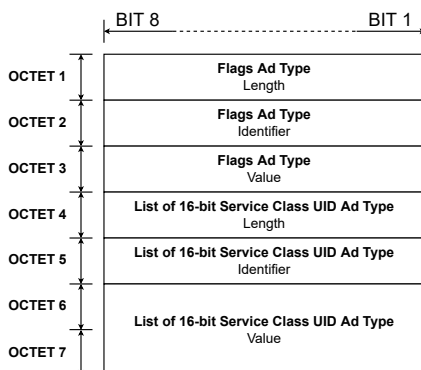 BIT 8 BIT 1
OCTET 1
Flags Ad Type
Length
OCTET 2
Flags Ad Type
Identifier
OCTET 3
Flags Ad Type
Value
OCTET 4
List of 16-bit Service Class UID Ad Type
Length
OCTET 5
List of 16-bit Service Class UID Ad Type
Identifier
OCTET 6
List of 16-bit Service Class UID Ad Type
Value
OCTET 7